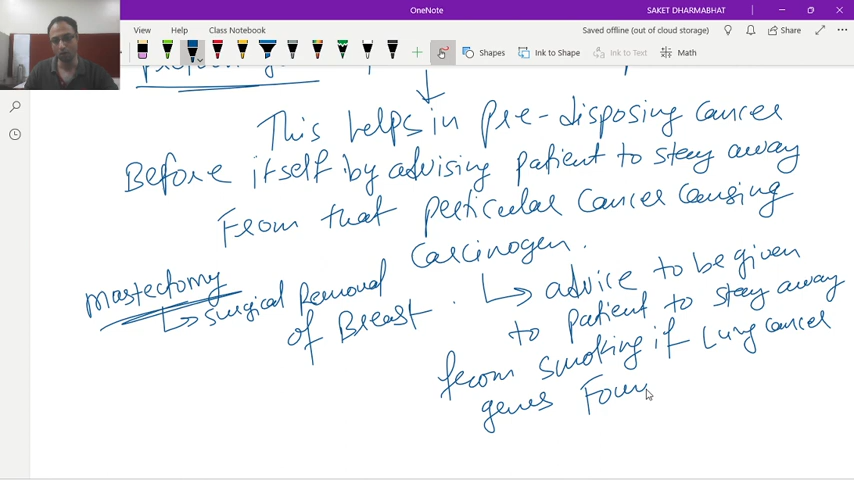 OneNote
SAKET DHARMABHAT
View Help Class Notebook
Saved offline (out of cloud storage)
Share
Shapes
Ink to Shape
Ink to Text
Math
This helps in Pre-disposing Cancer
Before itself by advising patient to stay away
From that perticular Cancer Causing
Carcinogen.
Mastectomy
Surgical Removal
of Breast.
advice to be given
to patient to stay away
from smoking if Lung cancer
genes Foun